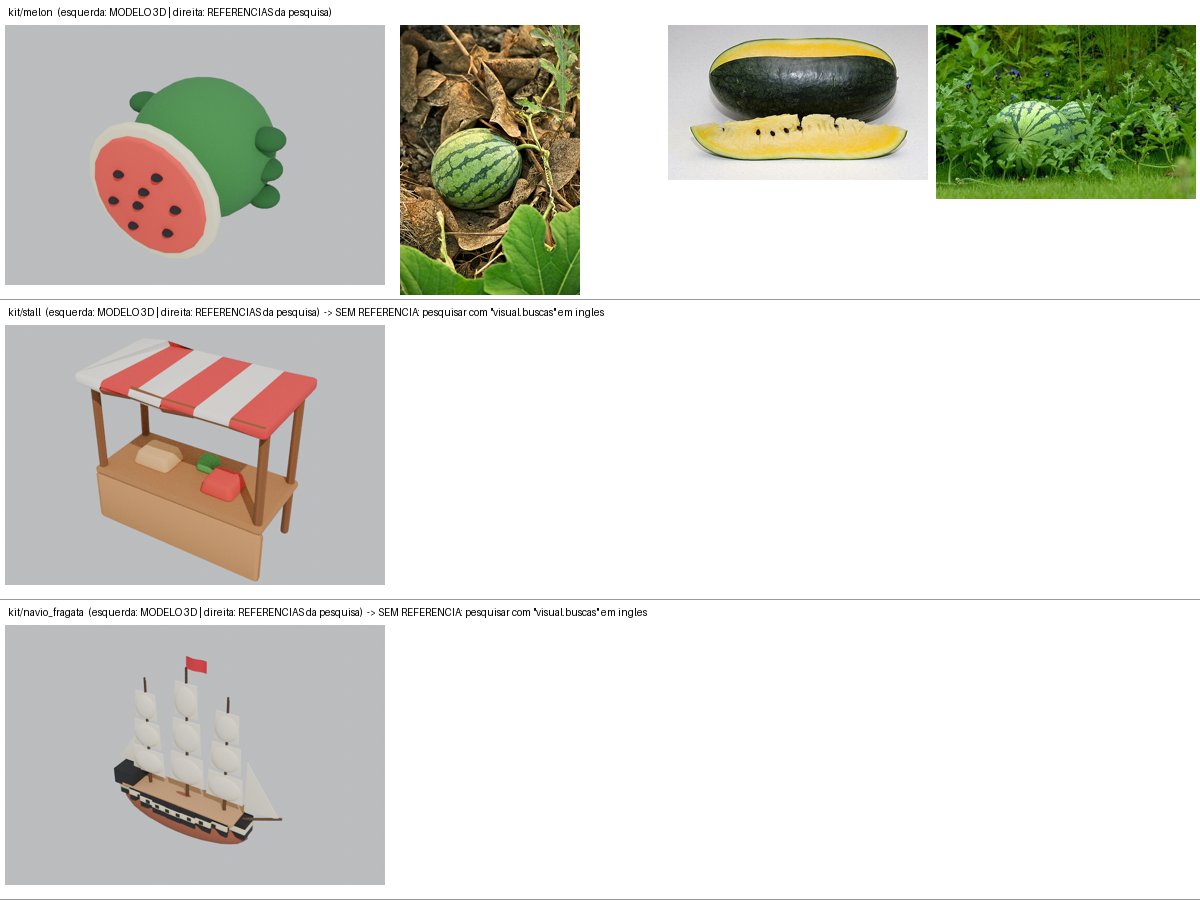 kit/melon (esquerda: MODELO 3D | direita: REFERENCIAS da pesquisa)
kit/stall (esquerda: MODELO 3D | direita: REFERENCIAS da pesquisa) -> SEM REFERENCIA: pesquisar com "visual.buscas" em ingles
kit/navio_fragata (esquerda: MODELO 3D | direita: REFERENCIAS da pesquisa) -> SEM REFERENCIA: pesquisar com "visual.buscas" em ingles